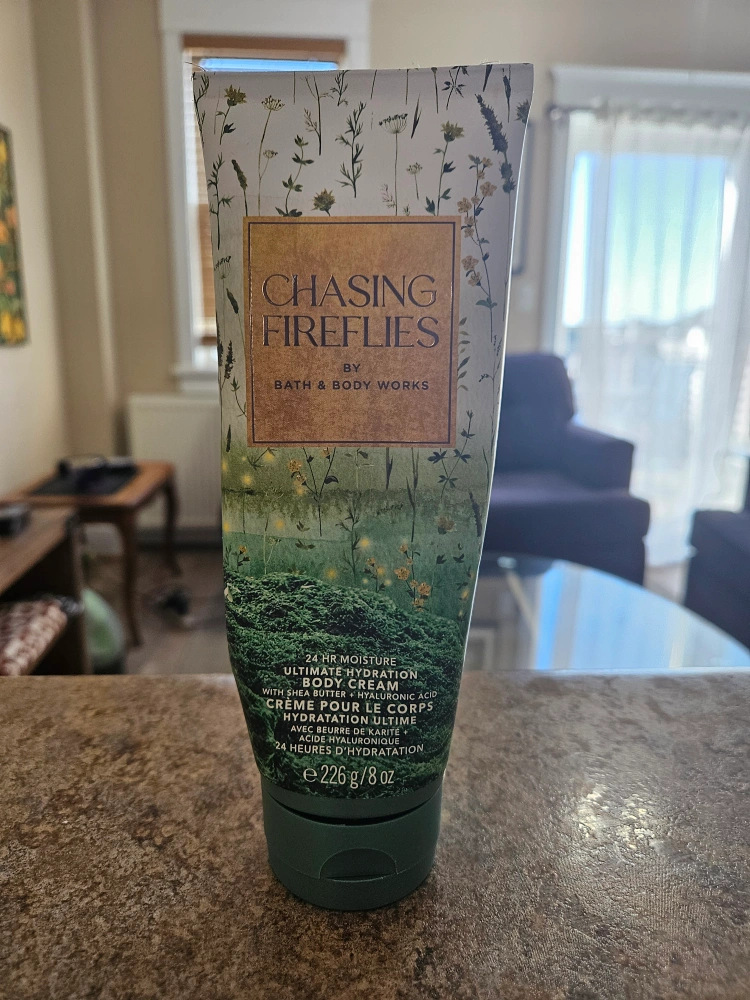 CHASING
FIREFLIES
BY
BATH & BODY WORKS
24 HR MOISTURE
ULTIMATE HYDRATION
BODY CREAM
WITH SHEA BUTTER + HYALURONIC ACID
CRÈME POUR LE CORPS
HYDRATATION ULTIME
AVEC BEURRE DE KARITÉ +
ACIDE HYALURONIQUE
24 HEURES D'HYDRATATION
℮ 226 g/8 oz